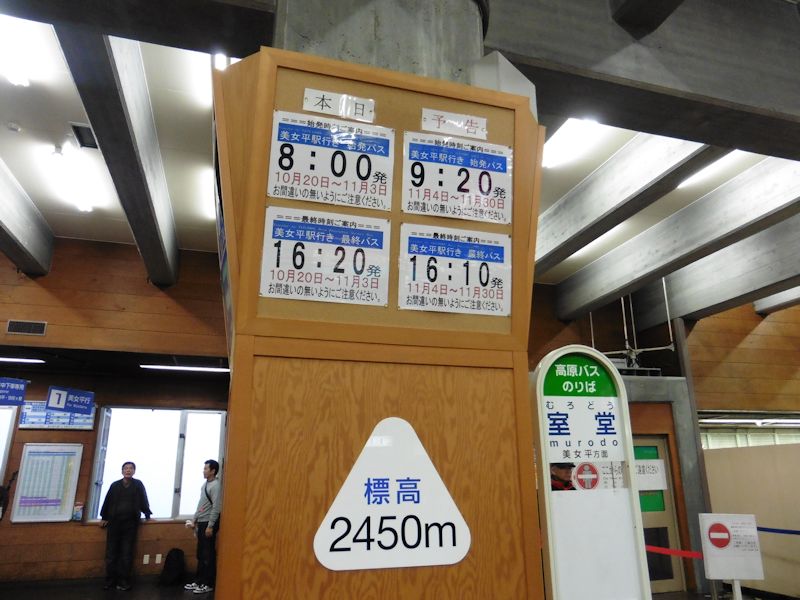 本日
予告
===始発時刻ご案内===
美女平駅行き 始発バス
8:00発
10月20日～11月3日
お間違いの無いようにご注意ください。
===始発時刻ご案内===
美女平駅行き 始発バス
9:20発
11月4日～11月30日
お間違いの無いようにご注意ください。
===最終時刻ご案内===
美女平駅行き 最終バス
16:20発
10月20日～11月3日
お間違いの無いようにご注意ください。
===最終時刻ご案内===
美女平駅行き 最終バス
16:10発
11月4日～11月30日
お間違いの無いようにご注意ください。
標高
2450m
高原バス
のりば
むろどう
室堂
murodo
美女平方面
1 美女平行